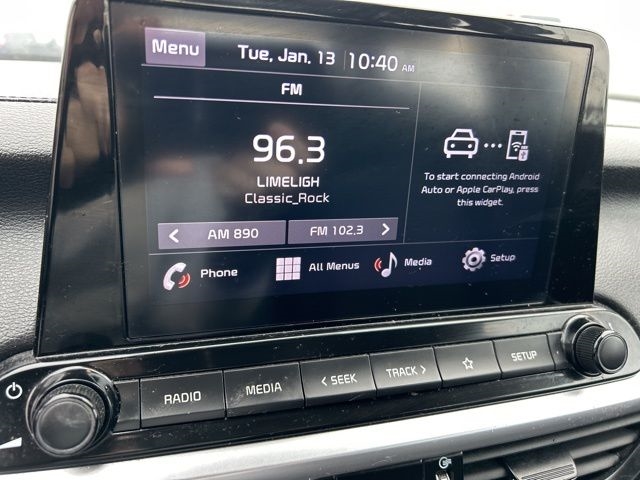 Menu
Tue, Jan. 13 10:40 AM
FM
96.3
LIMELIGH
Classic_Rock
To start connecting Android
Auto or Apple CarPlay, press
this widget.
< AM 890
FM 102.3 >
Phone
All Menus
Media
Setup
RADIO
MEDIA
< SEEK
TRACK >
SETUP